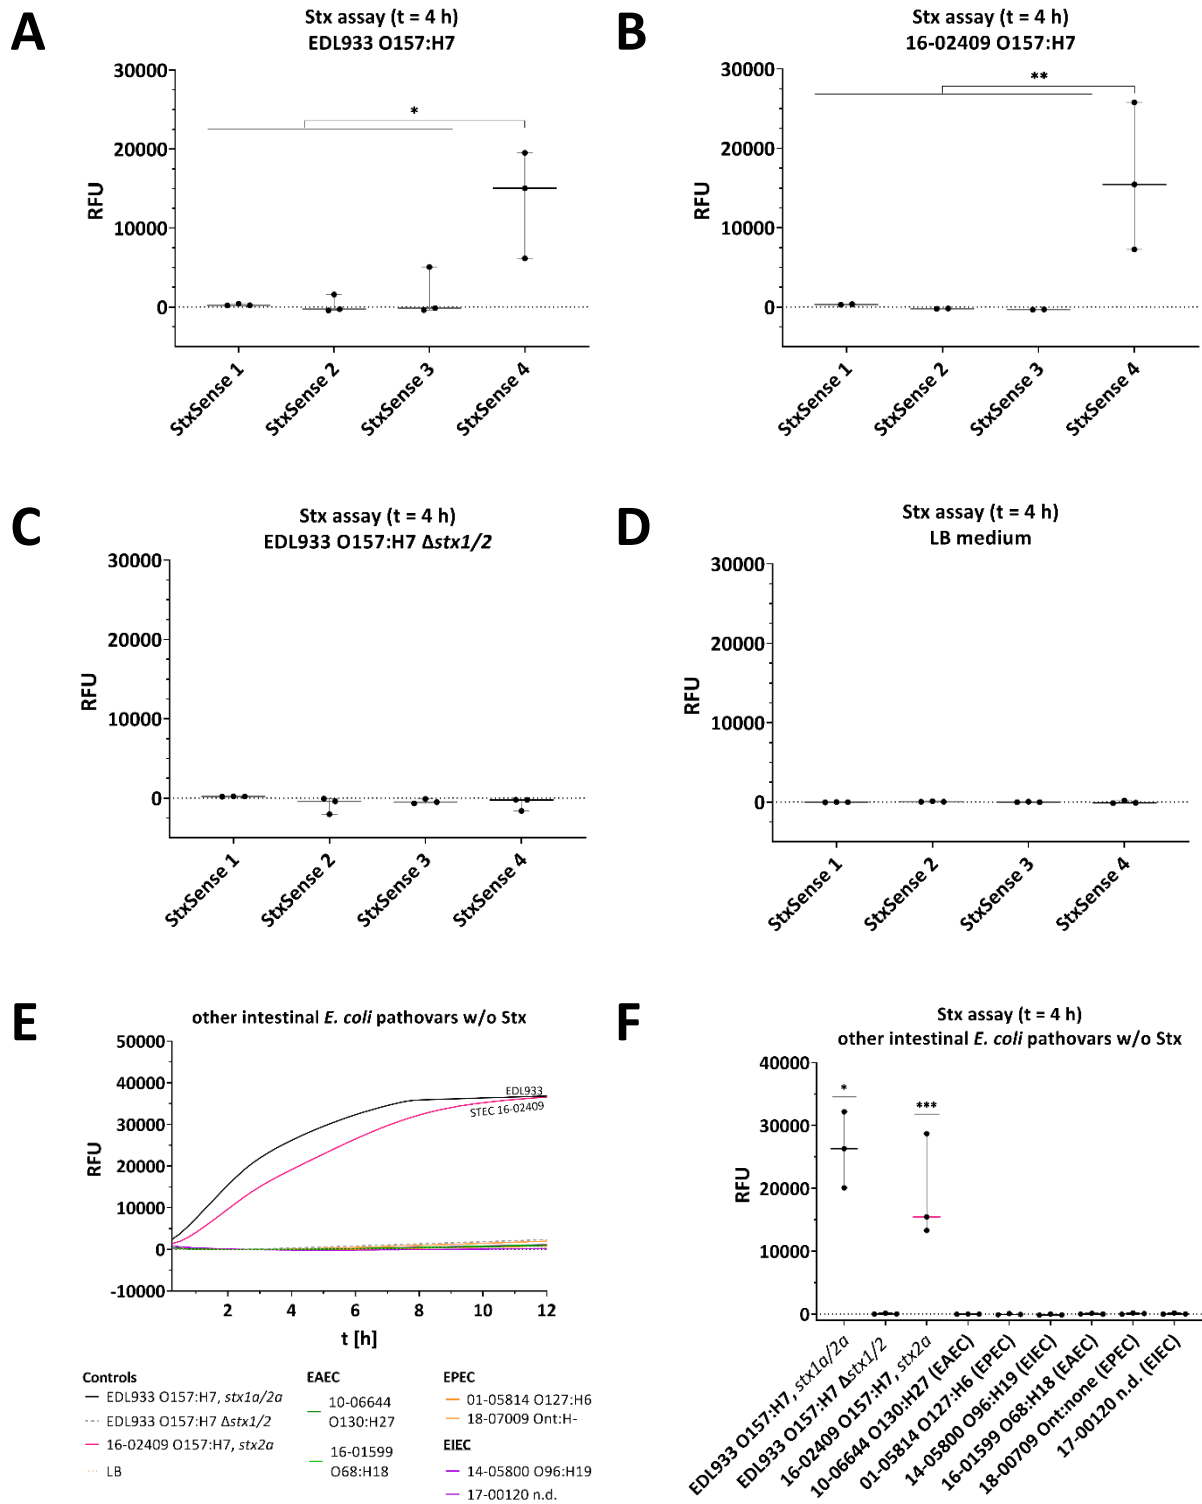 A
Stx assay (t = 4 h)
EDL933 O157:H7
30000
20000
10000
0
RFU
*
StxSense 1
StxSense 2
StxSense 3
StxSense 4
B
Stx assay (t = 4 h)
16-02409 O157:H7
30000
20000
10000
0
RFU
**
StxSense 1
StxSense 2
StxSense 3
StxSense 4
C
Stx assay (t = 4 h)
EDL933 O157:H7 Δstx1/2
30000
20000
10000
0
RFU
StxSense 1
StxSense 2
StxSense 3
StxSense 4
D
Stx assay (t = 4 h)
LB medium
30000
20000
10000
0
RFU
StxSense 1
StxSense 2
StxSense 3
StxSense 4
E
other intestinal E. coli pathovars w/o Stx
50000
40000
30000
20000
10000
0
-10000
RFU
EDL933
STEC 16-02409
2 4 6 8 10 12
t [h]
Controls
EDL933 O157:H7, stx1a/2a
EDL933 O157:H7 Δstx1/2
16-02409 O157:H7, stx2a
LB
EAEC
10-06644
O130:H27
16-01599
O68:H18
EPEC
01-05814 O127:H6
18-07009 Ont:H-
EIEC
14-05800 O96:H19
17-00120 n.d.
F
Stx assay (t = 4 h)
other intestinal E. coli pathovars w/o Stx
40000
30000
20000
10000
0
RFU
*
***
EDL933 O157:H7, stx1a/2a
EDL933 O157:H7 Δstx1/2
16-02409 O157:H7, stx2a
10-06644 O130:H27 (EAEC)
01-05814 O127:H6 (EPEC)
14-05800 O96:H19 (EIEC)
16-01599 O68:H18 (EAEC)
18-00709 Ont:none (EPEC)
17-00120 n.d. (EIEC)